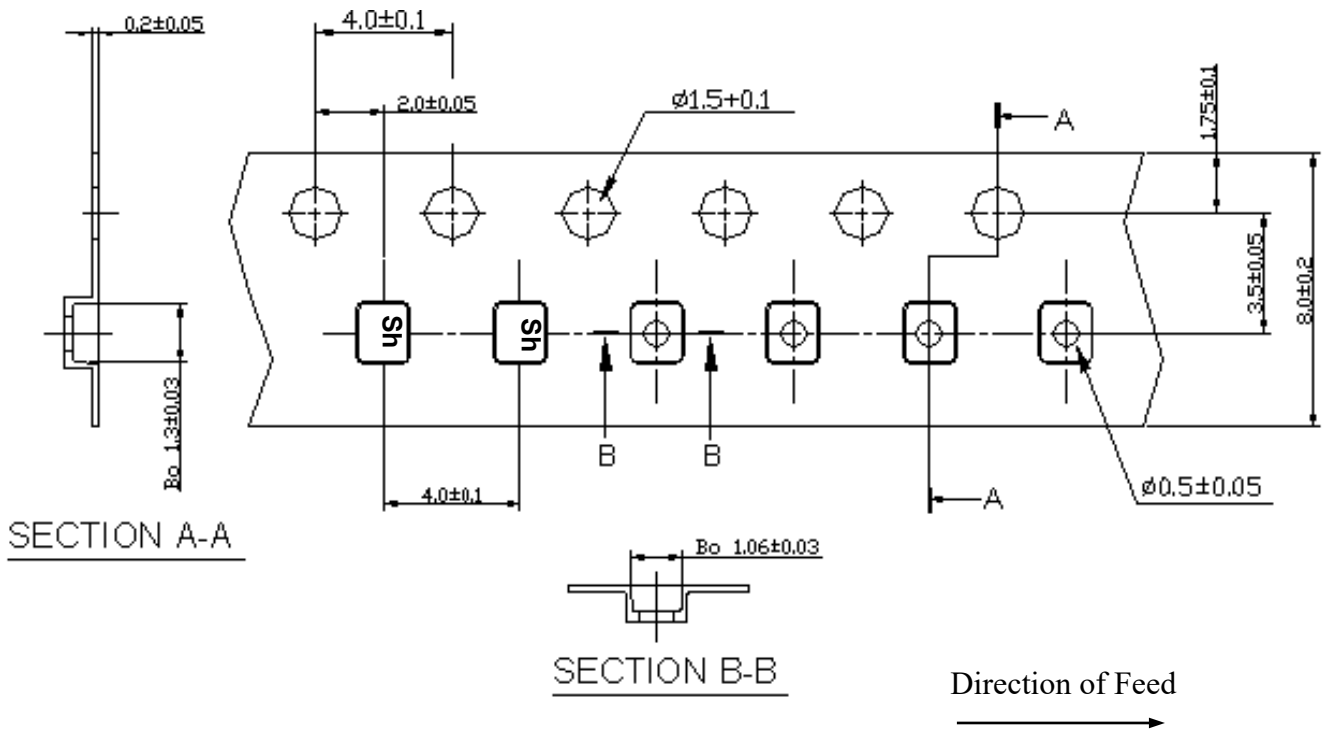 0.2±0.05
4.0±0.1
2.0±0.05
ø1.5+0.1
A
1.75±0.1
3.5±0.05
8.0±0.2
Sh
Sh
Bo 1.3±0.03
B
B
4.0±0.1
A
ø0.5±0.05
SECTION A-A
Bo 1.06±0.03
SECTION B-B
Direction of Feed